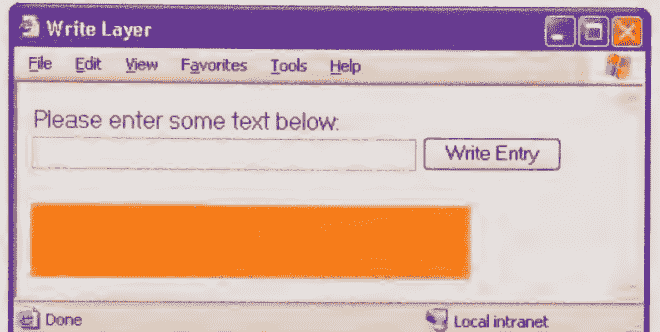 Write Layer
File Edit View Favorites Tools Help
Please enter some text below:
Write Entry
Done Local intranet